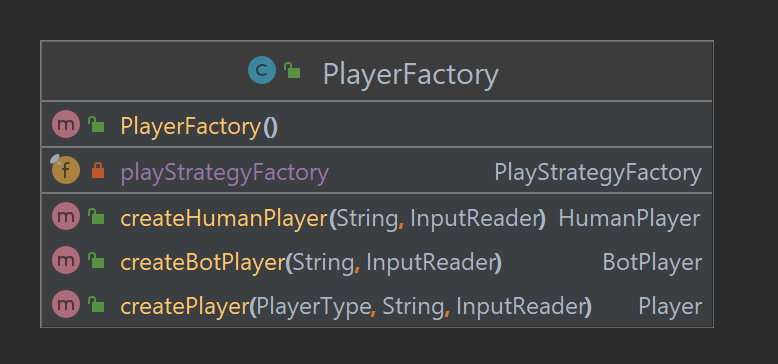 C PlayerFactory
m PlayerFactory()
f playStrategyFactory PlayStrategyFactory
m createHumanPlayer(String, InputReader) HumanPlayer
m createBotPlayer(String, InputReader) BotPlayer
m createPlayer(PlayerType, String, InputReader) Player